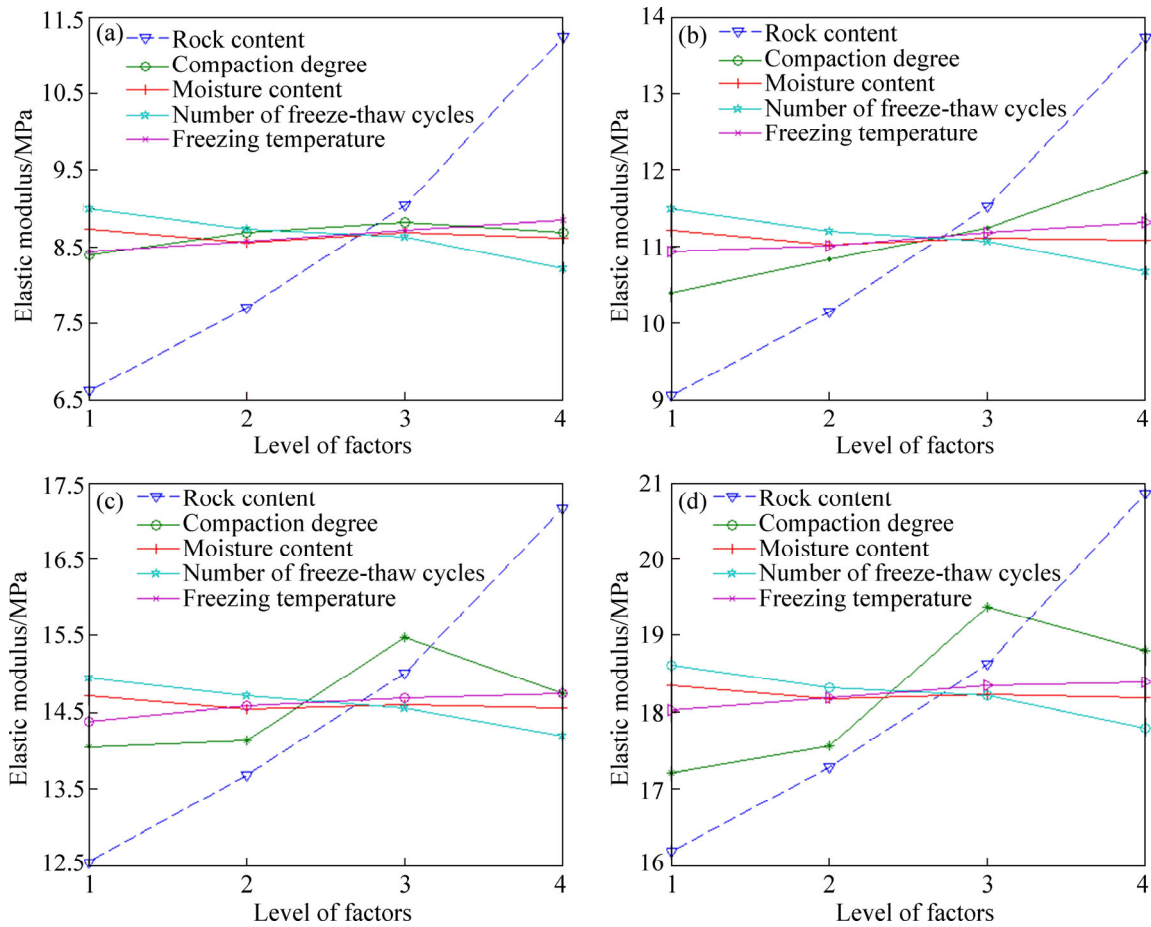 (a)
Rock content
Compaction degree
Moisture content
Number of freeze-thaw cycles
Freezing temperature
11.5
10.5
9.5
8.5
7.5
6.5
Elastic modulus/MPa
1 2 3 4
Level of factors
(b)
Rock content
Compaction degree
Moisture content
Number of freeze-thaw cycles
Freezing temperature
14
13
12
11
10
9
Elastic modulus/MPa
1 2 3 4
Level of factors
(c)
Rock content
Compaction degree
Moisture content
Number of freeze-thaw cycles
Freezing temperature
17.5
16.5
15.5
14.5
13.5
12.5
Elastic modulus/MPa
1 2 3 4
Level of factors
(d)
Rock content
Compaction degree
Moisture content
Number of freeze-thaw cycles
Freezing temperature
21
20
19
18
17
16
Elastic modulus/MPa
1 2 3 4
Level of factors